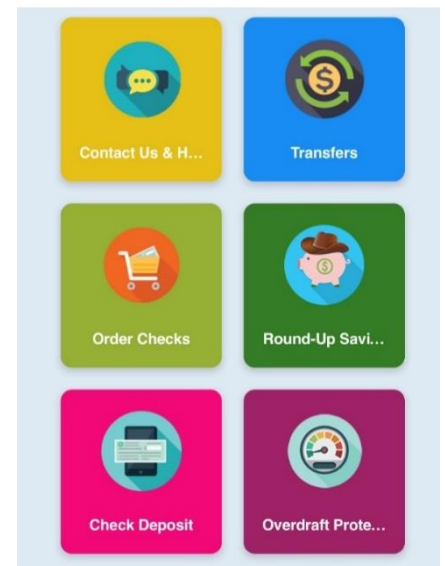 Contact Us & H...
Transfers
$
Order Checks
Round-Up Savi...
$
Check Deposit
Overdraft Prote...